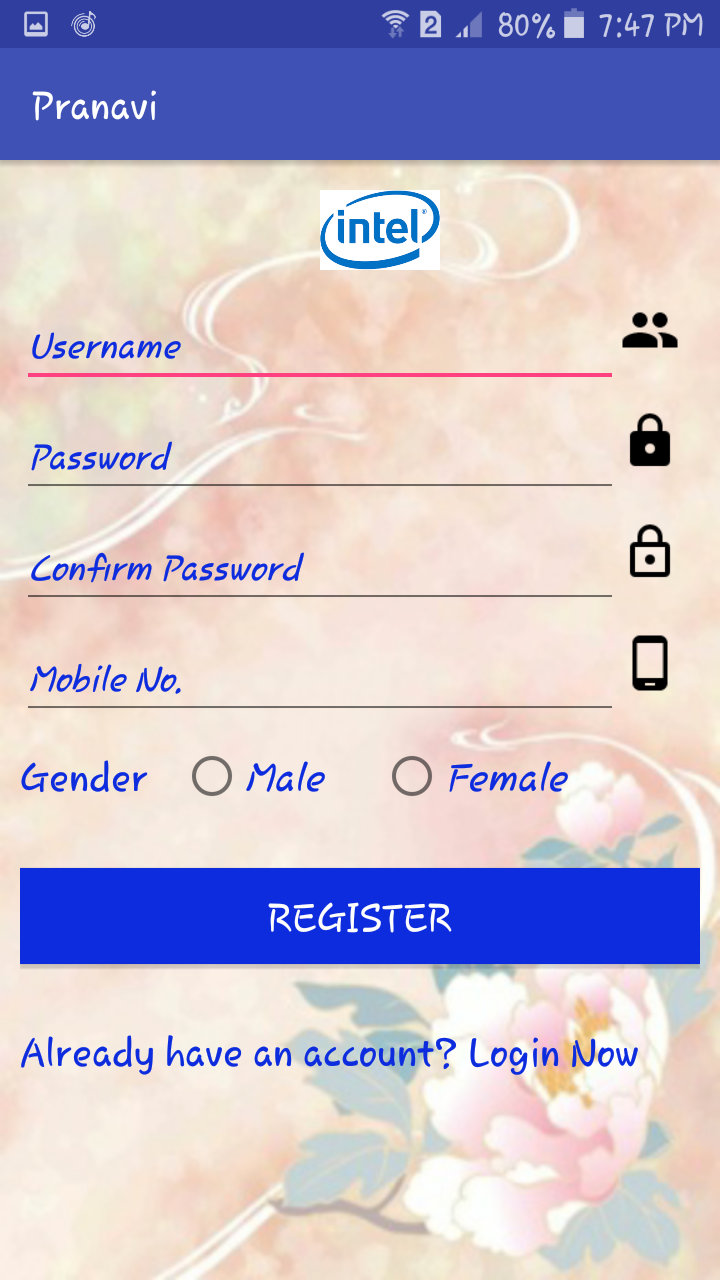 2 80% 7:47 PM
Pranavi
intel®
Username
Password
Confirm Password
Mobile No.
Gender Male Female
REGISTER
Already have an account? Login Now